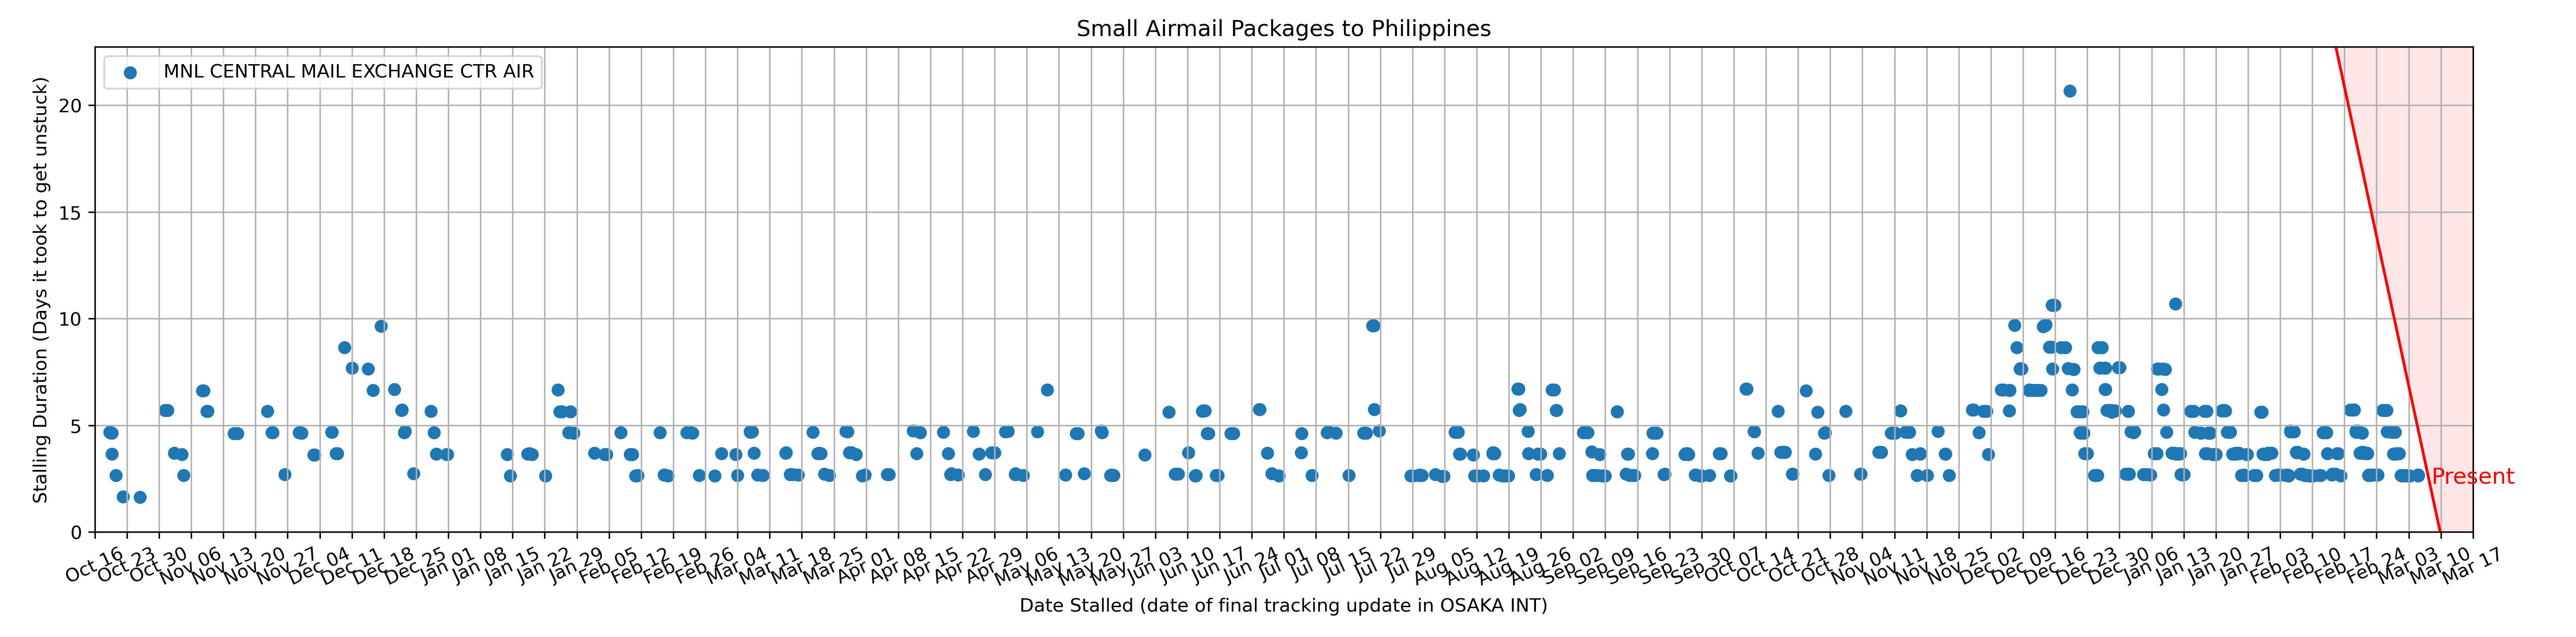 Small Airmail Packages to Philippines
MNL CENTRAL MAIL EXCHANGE CTR AIR
Stalling Duration (Days it took to get unstuck)
20
15
10
5
0
Present
Oct 16
Oct 23
Oct 30
Nov 06
Nov 13
Nov 20
Nov 27
Dec 04
Dec 11
Dec 18
Dec 25
Jan 01
Jan 08
Jan 15
Jan 22
Jan 29
Feb 05
Feb 12
Feb 19
Feb 26
Mar 04
Mar 11
Mar 18
Mar 25
Apr 01
Apr 08
Apr 15
Apr 22
Apr 29
May 06
May 13
May 20
May 27
Jun 03
Jun 10
Jun 17
Jun 24
Jul 01
Jul 08
Jul 15
Jul 22
Jul 29
Aug 05
Aug 12
Aug 19
Aug 26
Sep 02
Sep 09
Sep 16
Sep 23
Sep 30
Oct 07
Oct 14
Oct 21
Oct 28
Nov 04
Nov 11
Nov 18
Nov 25
Dec 02
Dec 09
Dec 16
Dec 23
Dec 30
Jan 06
Jan 13
Jan 20
Jan 27
Feb 03
Feb 10
Feb 17
Feb 24
Mar 03
Mar 10
Mar 17
Date Stalled (date of final tracking update in OSAKA INT)